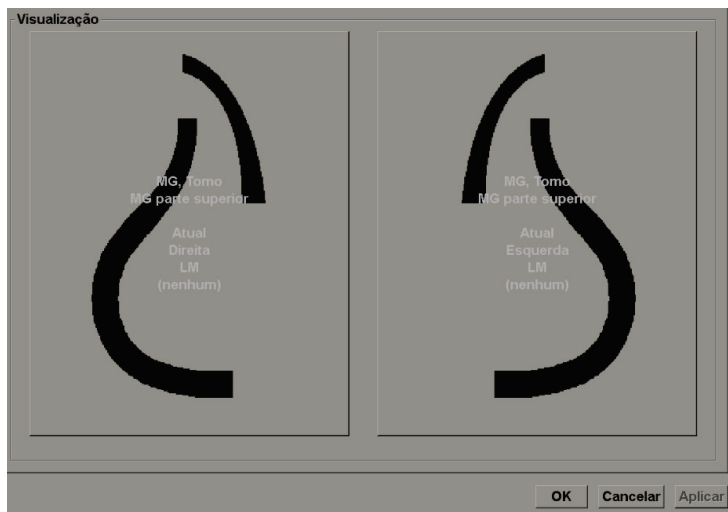 Visualização
MG, Tomo
MG parte superior
Atual
Direita
LM
(nenhum)
MG, Tomo
MG parte superior
Atual
Esquerda
LM
(nenhum)
OK Cancelar Aplicar